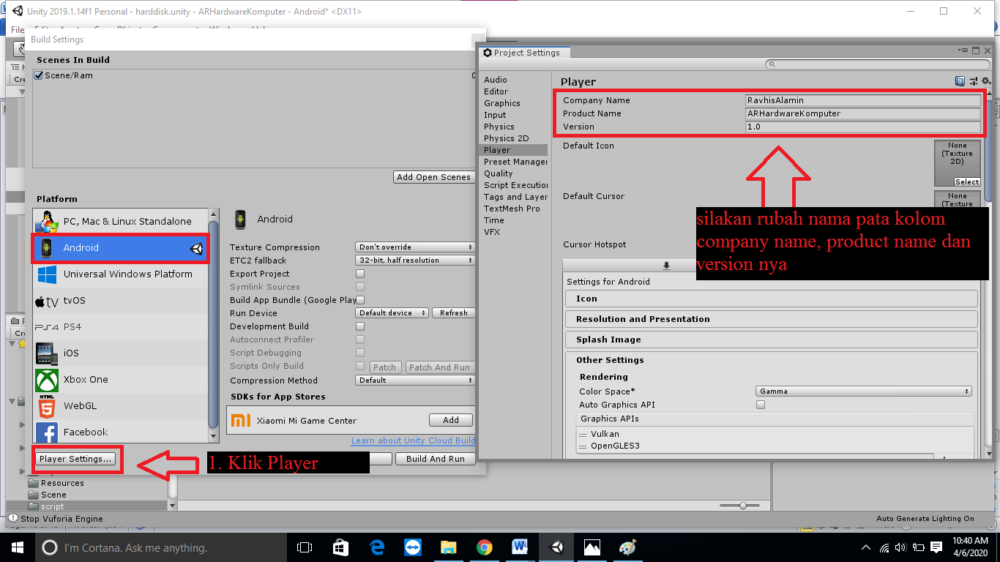 Unity 2019.1.14f1 Personal - harddisk.unity - ARHardwareKomputer - Android* <DX11>
File
Build Settings
Scenes In Build
Scene/Ram
0
Add Open Scenes
Platform
PC, Mac & Linux Standalone
Android
Universal Windows Platform
tv tvOS
PS4 PS4
iOS
Xbox One
HTML
5
WebGL
Facebook
Player Settings...
1. Klik Player
Android
Texture Compression Don't override
ETC2 fallback 32-bit, half resolution
Export Project
Symlink Sources
Build App Bundle (Google Play
Run Device Default device Refresh
Development Build
Autoconnect Profiler
Script Debugging
Scripts Only Build Patch Patch And Run
Compression Method Default
SDKs for App Stores
mi Xiaomi Mi Game Center Add
Learn about Unity Cloud Build
Build And Run
Project Settings
Audio
Editor
Graphics
Input
Physics
Physics 2D
Player
Preset Manager
Quality
Script Execution
Tags and Layer
TextMesh Pro
Time
VFX
Player
Company Name RavhisAlamin
Product Name ARHardwareKomputer
Version 1.0
Default Icon
None
(Texture
2D)
Select
Default Cursor
None
(Texture
Cursor Hotspot
silakan rubah nama pata kolom
company name, product name dan
version nya
Settings for Android
Icon
Resolution and Presentation
Splash Image
Other Settings
Rendering
Color Space* Gamma
Auto Graphics API
Graphics APIs
Vulkan
OpenGLES3
Resources
Scene
script
Stop Vuforia Engine
Auto Generate Lighting On
I'm Cortana. Ask me anything.
10:40 AM
4/6/2020